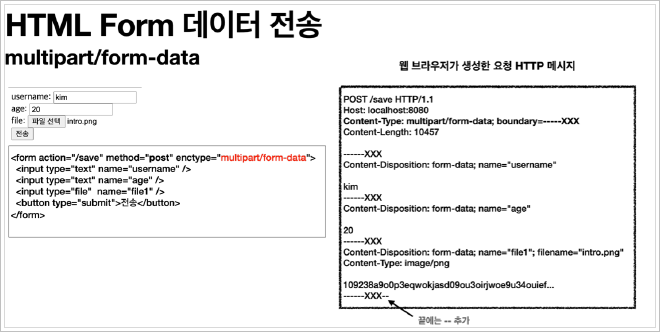 HTML Form 데이터 전송
multipart/form-data
username: kim
age: 20
file: 파일 선택 intro.png
전송
<form action="/save" method="post" enctype="multipart/form-data">
<input type="text" name="username" />
<input type="text" name="age" />
<input type="file" name="file1" />
<button type="submit">전송</button>
</form>
웹 브라우저가 생성한 요청 HTTP 메시지
POST /save HTTP/1.1
Host: localhost:8080
Content-Type: multipart/form-data; boundary=-----XXX
Content-Length: 10457
------XXX
Content-Disposition: form-data; name="username"
kim
------XXX
Content-Disposition: form-data; name="age"
20
------XXX
Content-Disposition: form-data; name="file1"; filename="intro.png"
Content-Type: image/png
109238a9o0p3eqwokjasd09ou3oirjwoe9u34ouief...
------XXX--
끝에는 -- 추가